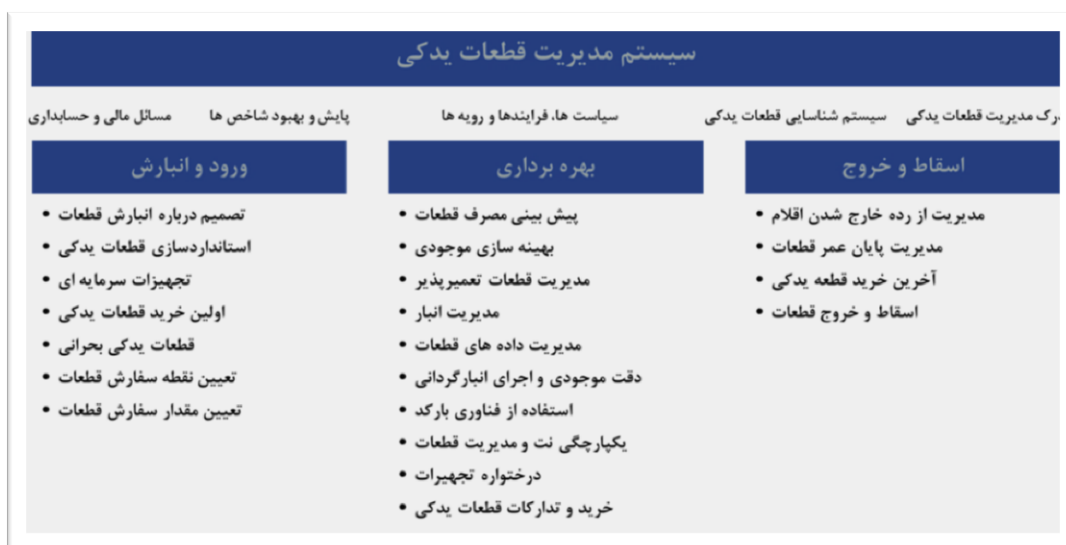 سیستم مدیریت قطعات یدکی
درک مدیریت قطعات یدکی
سیستم شناسایی قطعات یدکی
سیاست ها، فرایندها و رویه ها
پایش و بهبود شاخص ها
مسائل مالی و حسابداری
اسقاط و خروج
مدیریت از رده خارج شدن اقلام •
مدیریت پایان عمر قطعات •
آخرین خرید قطعه یدکی •
اسقاط و خروج قطعات •
بهره برداری
پیش بینی مصرف قطعات •
بهینه سازی موجودی •
مدیریت قطعات تعمیرپذیر •
مدیریت انبار •
مدیریت داده های قطعات •
دقت موجودی و اجرای انبارگردانی •
استفاده از فناوری بارکد •
یکپارچگی نت و مدیریت قطعات •
درختواره تجهیرات •
خرید و تدارکات قطعات یدکی •
ورود و انبارش
تصمیم درباره انبارش قطعات •
استانداردسازی قطعات یدکی •
تجهیزات سرمایه ای •
اولین خرید قطعات یدکی •
قطعات یدکی بحرانی •
تعیین نقطه سفارش قطعات •
تعیین مقدار سفارش قطعات •